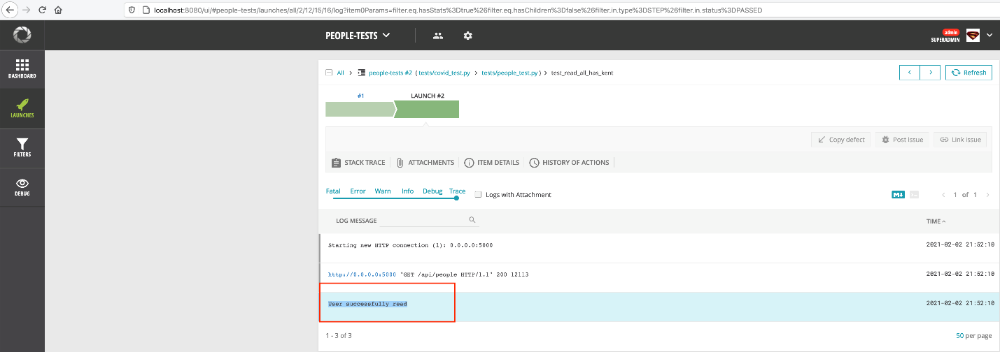 localhost:8080/ui/#people-tests/launches/all/2/12/15/16/log?item0Params=filter.eq.hasStats%3Dtrue%26filter.eq.hasChildren%3Dfalse%26filter.in.type%3DSTEP%26filter.in.status%3DPASSED
PEOPLE-TESTS
admin
SUPERADMIN
DASHBOARD
LAUNCHES
FILTERS
DEBUG
All > people-tests #2 ( tests/covid_test.py > tests/people_test.py ) > test_read_all_has_kent
Refresh
#1 LAUNCH #2
Copy defect Post issue Link issue
STACK TRACE ATTACHMENTS ITEM DETAILS HISTORY OF ACTIONS
Fatal Error Warn Info Debug Trace Logs with Attachment
M 1 of 1
LOG MESSAGE TIME
Starting new HTTP connection (1): 0.0.0.0:5000 2021-02-02 21:52:10
http://0.0.0.0:5000 "GET /api/people HTTP/1.1" 200 12113 2021-02-02 21:52:10
User successfully read 2021-02-02 21:52:10
1 - 3 of 3 50 per page